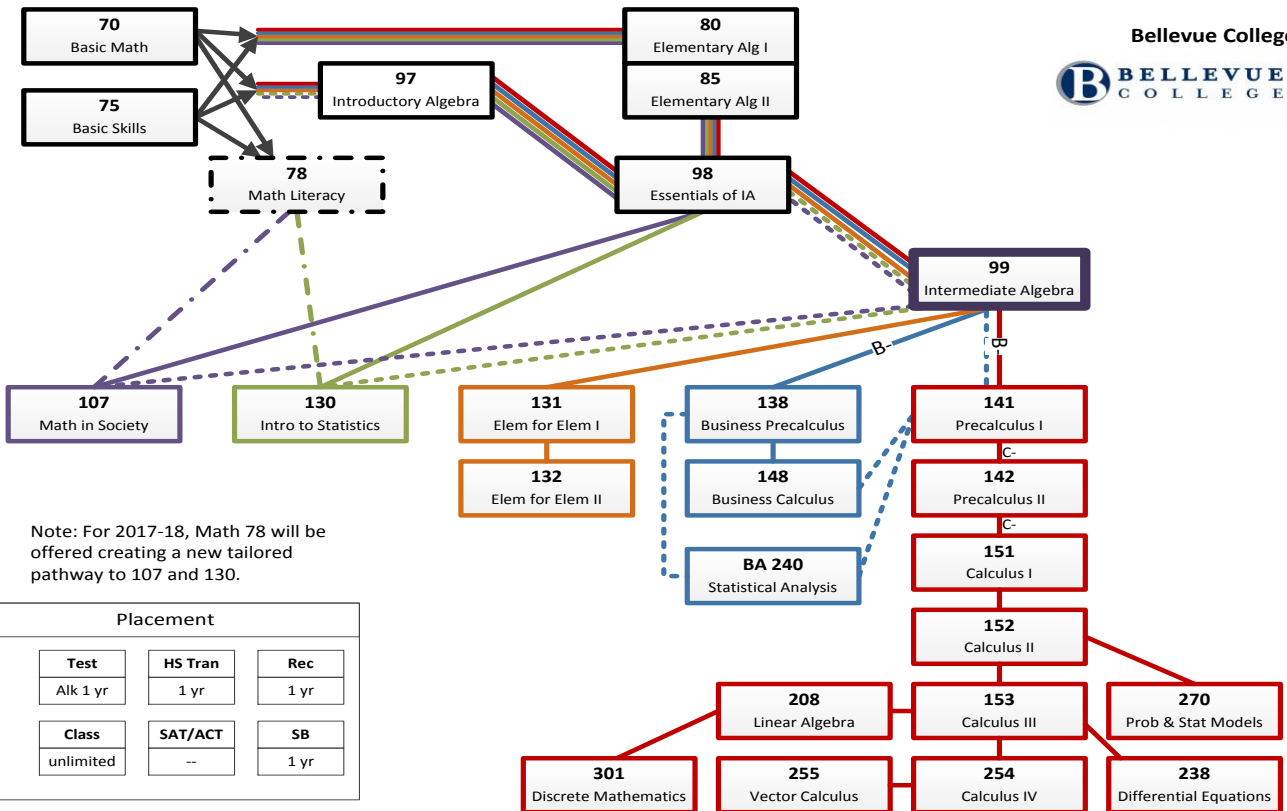 70
Basic Math
80
Elementary Alg I
Bellevue College
B BELLEVUE
COLLEGE
97
Introductory Algebra
85
Elementary Alg II
75
Basic Skills
78
Math Literacy
98
Essentials of IA
99
Intermediate Algebra
B-
B-
107
Math in Society
130
Intro to Statistics
131
Elem for Elem I
138
Business Precalculus
141
Precalculus I
C-
132
Elem for Elem II
148
Business Calculus
142
Precalculus II
C-
Note: For 2017-18, Math 78 will be
offered creating a new tailored
pathway to 107 and 130.
BA 240
Statistical Analysis
151
Calculus I
152
Calculus II
Placement
Test
Alk 1 yr
HS Tran
1 yr
Rec
1 yr
Class
unlimited
SAT/ACT
--
SB
1 yr
208
Linear Algebra
153
Calculus III
270
Prob & Stat Models
301
Discrete Mathematics
255
Vector Calculus
254
Calculus IV
238
Differential Equations